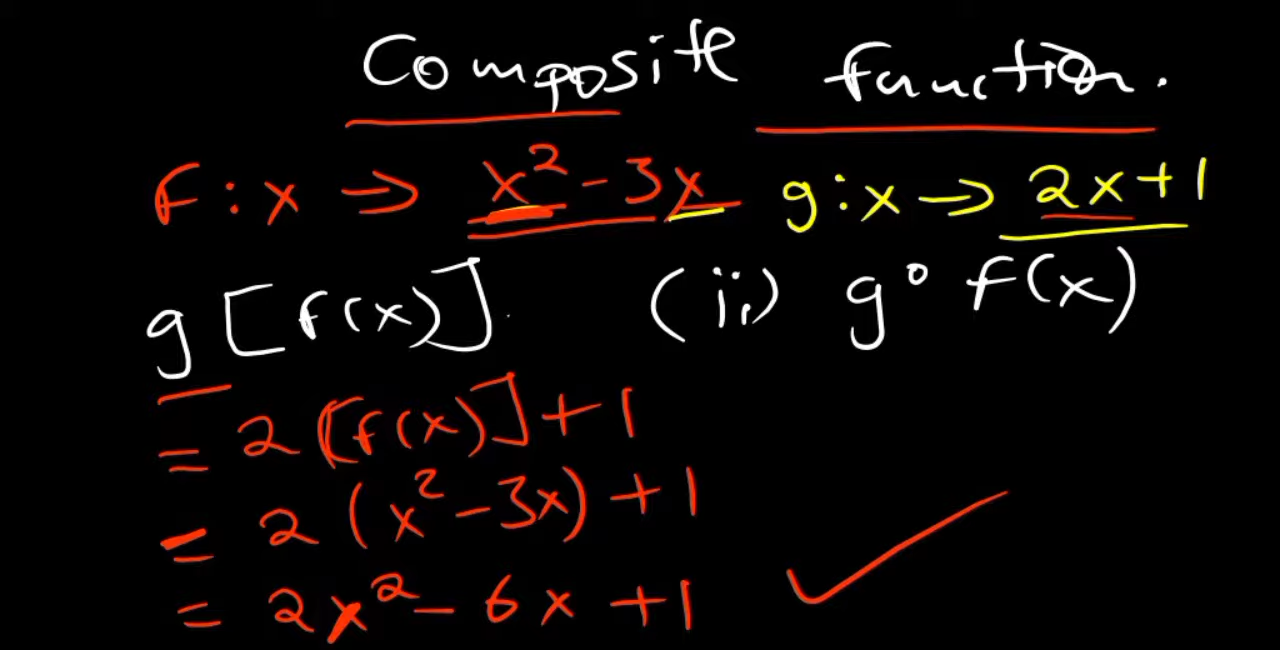 Composite function.
f : x → x² - 3x g : x → 2x + 1
g [f(x)]. (ii) g° f(x)
= 2 [f(x)] + 1
= 2 (x² - 3x) + 1
= 2x² - 6x + 1